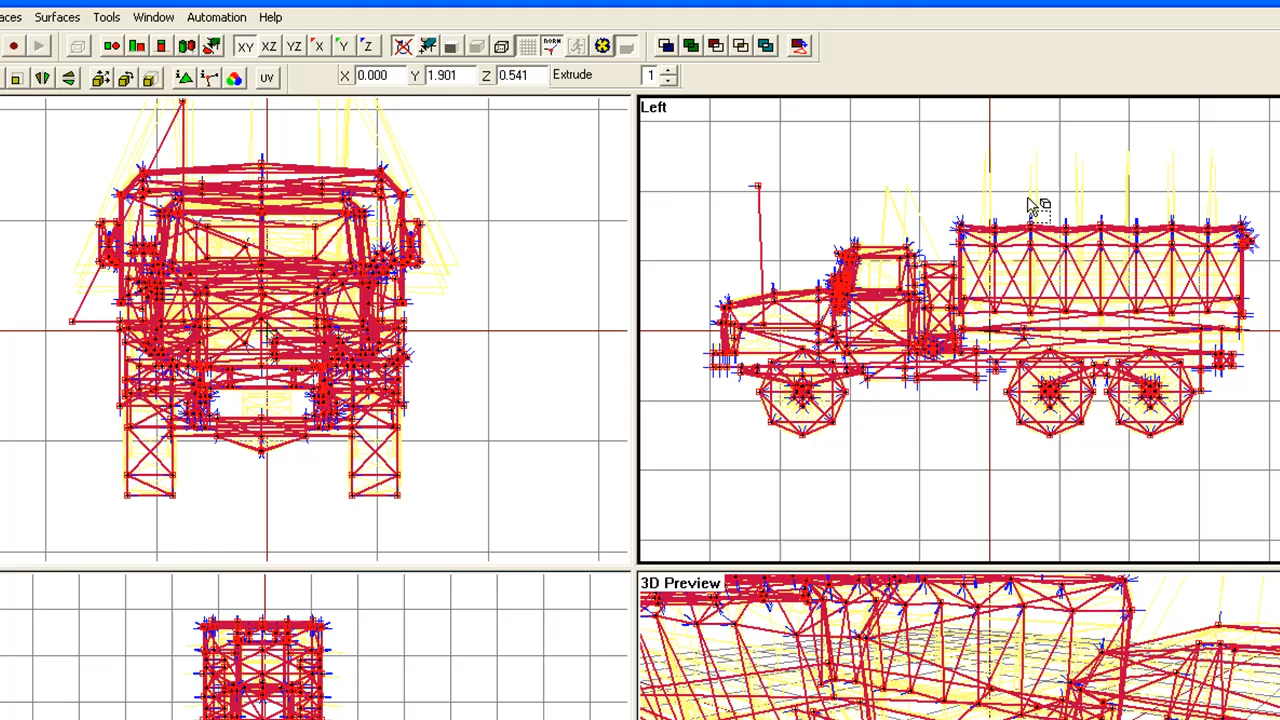 aces Surfaces Tools Window Automation Help
XY XZ YZ X Y Z NORM
UV X 0.000 Y 1.901 Z 0.541 Extrude 1
Left
3D Preview